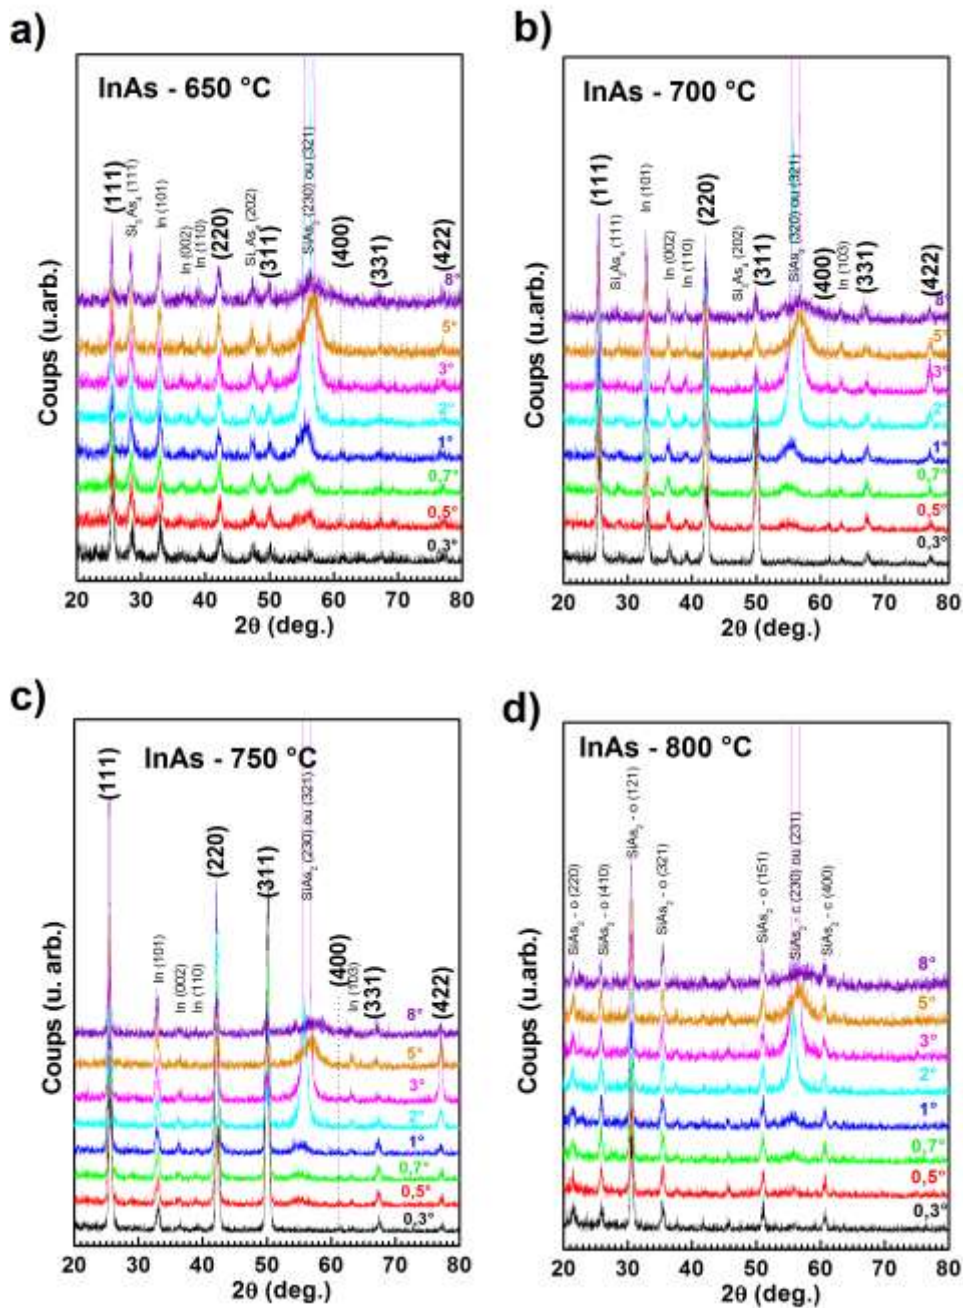 a)
InAs - 650 °C
(111)
Si₃As₄ (111)
In (101)
In (002)
In (110)
(220)
(311)
SiAs₂ (230) ou (321)
(400)
(331)
(422)
8°
5°
3°
2°
1°
0,7°
0,5°
0,3°
Coups (u.arb.)
20 30 40 50 60 70 80
2θ (deg.)
b)
InAs - 700 °C
(111)
Si₃As₄ (111)
In (101)
In (002)
In (110)
(220)
Si₃As₄ (202)
(311)
SiAs₂ (320) ou (321)
(400)
In (103)
(331)
(422)
8°
5°
3°
2°
1°
0,7°
0,5°
0,3°
Coups (u.arb.)
20 30 40 50 60 70 80
2θ (deg.)
c)
InAs - 750 °C
(111)
In (101)
In (002)
In (110)
(220)
(311)
SiAs₂ (230) ou (321)
(400)
In (103)
(331)
(422)
8°
5°
3°
2°
1°
0,7°
0,5°
0,3°
Coups (u. arb.)
20 30 40 50 60 70 80
2θ (deg.)
d)
InAs - 800 °C
SiAs₂ - o (220)
SiAs₂ - o (410)
SiAs₂ - o (121)
SiAs₂ - o (321)
SiAs₂ - o (151)
SiAs₂ - c (230) ou (231)
SiAs₂ - c (400)
8°
5°
3°
2°
1°
0,7°
0,5°
0,3°
Coups (u.arb.)
20 30 40 50 60 70 80
2θ (deg.)